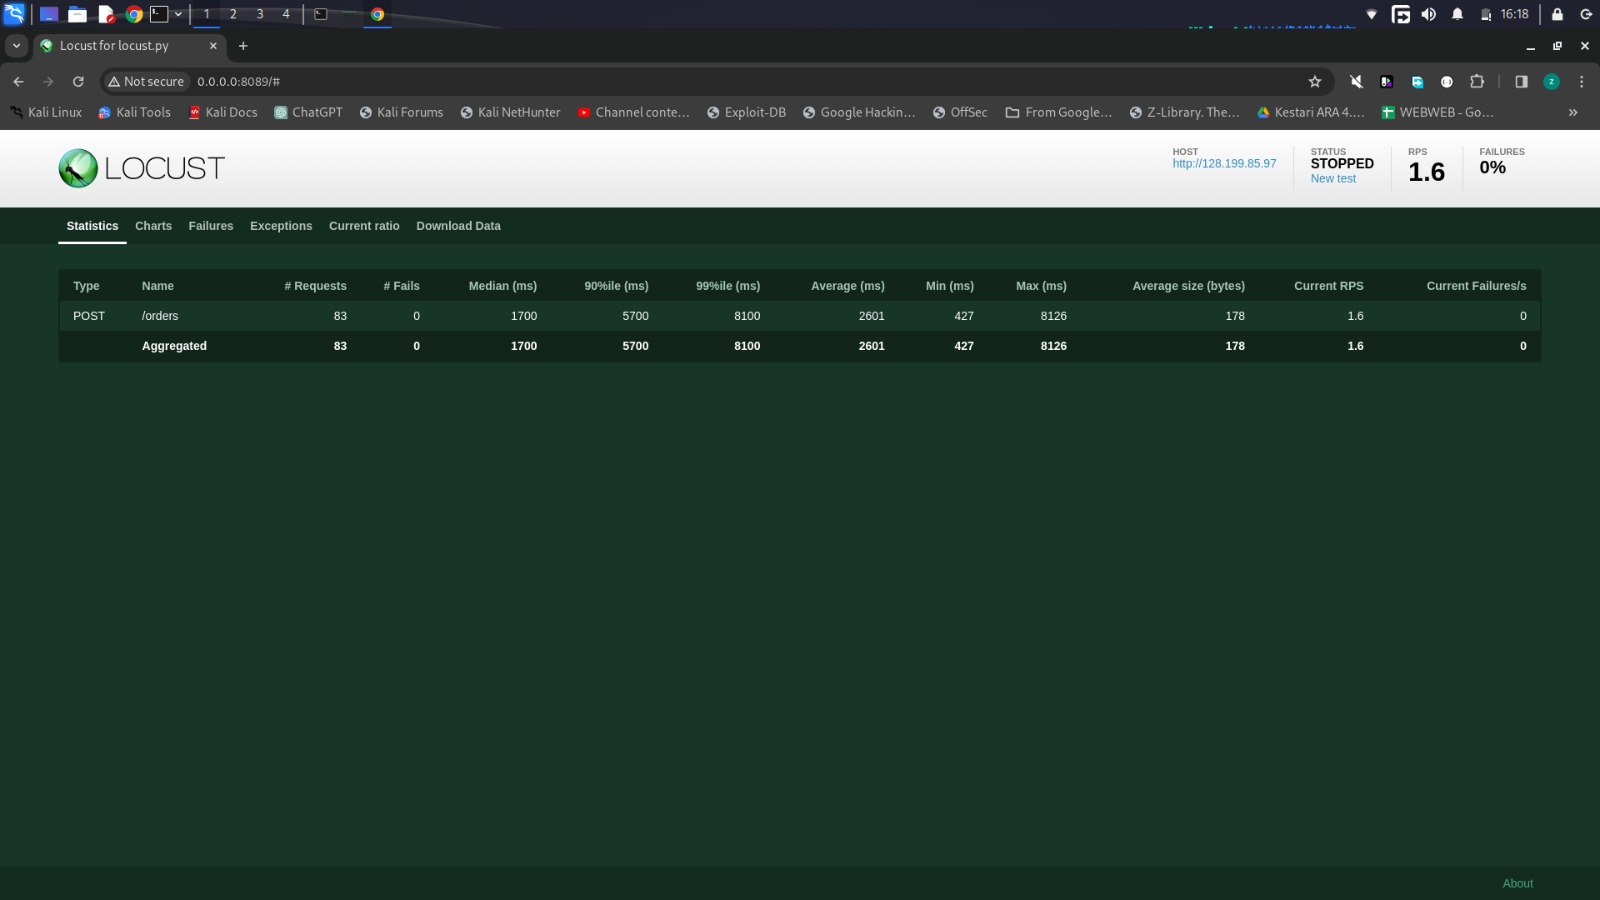 1 2 3 4 16:18
Locust for locust.py
Not secure 0.0.0.0:8089/#
Kali Linux Kali Tools Kali Docs ChatGPT Kali Forums Kali NetHunter Channel conte... Exploit-DB Google Hackin... OffSec From Google... Z-Library. The... Kestari ARA 4.... WEBWEB - Go...
LOCUST
HOST
http://128.199.85.97
STATUS
STOPPED
New test
RPS
1.6
FAILURES
0%
Statistics Charts Failures Exceptions Current ratio Download Data
Type Name # Requests # Fails Median (ms) 90%ile (ms) 99%ile (ms) Average (ms) Min (ms) Max (ms) Average size (bytes) Current RPS Current Failures/s
POST /orders 83 0 1700 5700 8100 2601 427 8126 178 1.6 0
Aggregated 83 0 1700 5700 8100 2601 427 8126 178 1.6 0
About